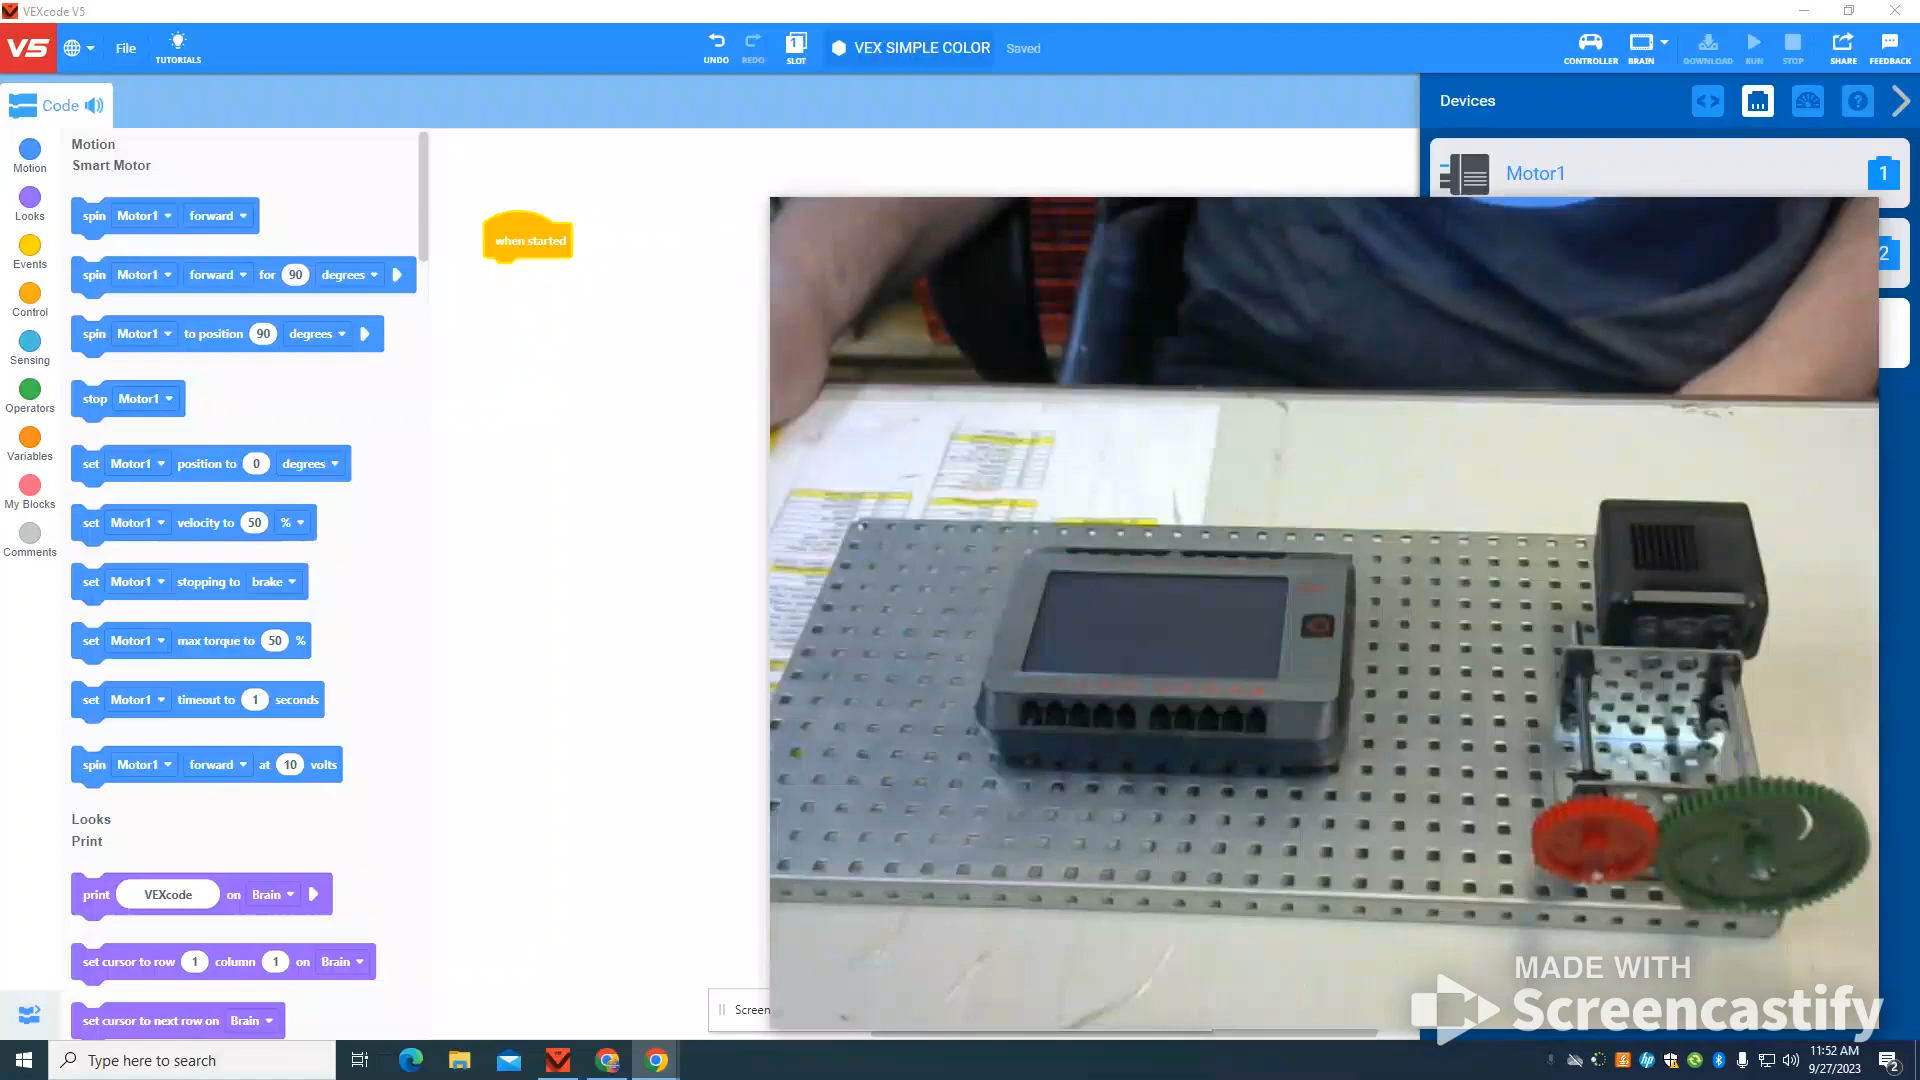 VEXcode V5
V5
File
TUTORIALS
UNDO
REDO
1
SLOT
VEX SIMPLE COLOR
Saved
CONTROLLER
BRAIN
DOWNLOAD
RUN
STOP
SHARE
FEEDBACK
Code
Devices
?
Motor1
1
2
Motion
Looks
Events
Control
Sensing
Operators
Variables
My Blocks
Comments
Motion
Smart Motor
spin Motor1 forward
spin Motor1 forward for 90 degrees
spin Motor1 to position 90 degrees
stop Motor1
set Motor1 position to 0 degrees
set Motor1 velocity to 50 %
set Motor1 stopping to brake
set Motor1 max torque to 50 %
set Motor1 timeout to 1 seconds
spin Motor1 forward at 10 volts
Looks
Print
print VEXcode on Brain
set cursor to row 1 column 1 on Brain
set cursor to next row on Brain
when started
Screen
MADE WITH
Screencastify
Type here to search
11:52 AM
9/27/2023
2